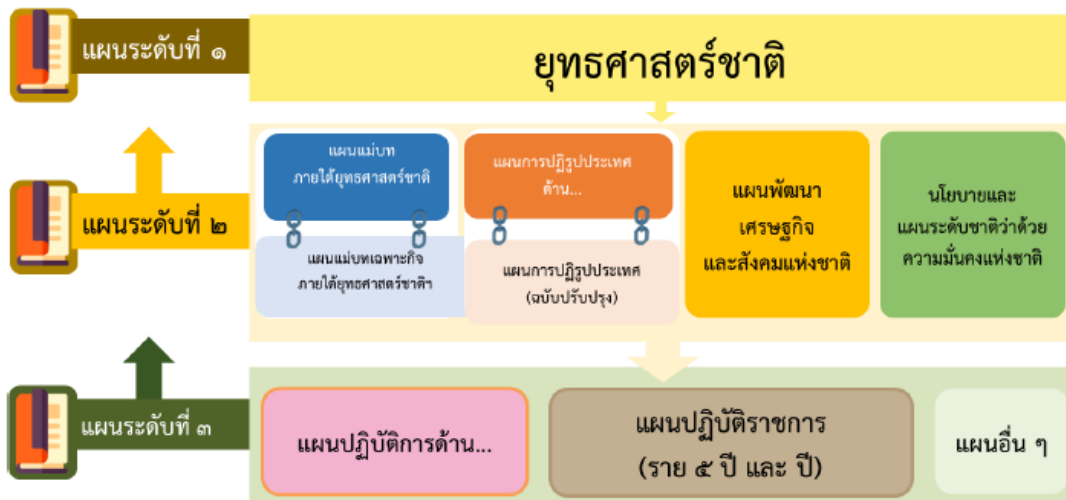 แผนระดับที่ ๑
ยุทธศาสตร์ชาติ
แผนระดับที่ ๒
แผนแม่บท
ภายใต้ยุทธศาสตร์ชาติ
แผนแม่บทเฉพาะกิจ
ภายใต้ยุทธศาสตร์ชาติฯ
แผนการปฏิรูปประเทศ
ด้าน...
แผนการปฏิรูปประเทศ
(ฉบับปรับปรุง)
แผนพัฒนา
เศรษฐกิจ
และสังคมแห่งชาติ
นโยบายและ
แผนระดับชาติว่าด้วย
ความมั่นคงแห่งชาติ
แผนระดับที่ ๓
แผนปฏิบัติการด้าน...
แผนปฏิบัติราชการ
(ราย ๕ ปี และ ปี)
แผนอื่น ๆ